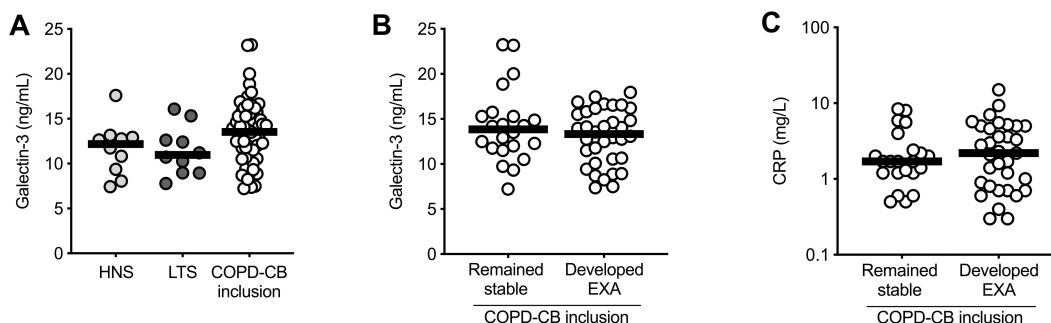 A
Galectin-3 (ng/mL)
25
20
15
10
5
0
HNS
LTS
COPD-CB
inclusion
B
Galectin-3 (ng/mL)
25
20
15
10
5
0
Remained
stable
Developed
EXA
COPD-CB inclusion
C
CRP (mg/L)
100
10
1
0.1
Remained
stable
Developed
EXA
COPD-CB inclusion